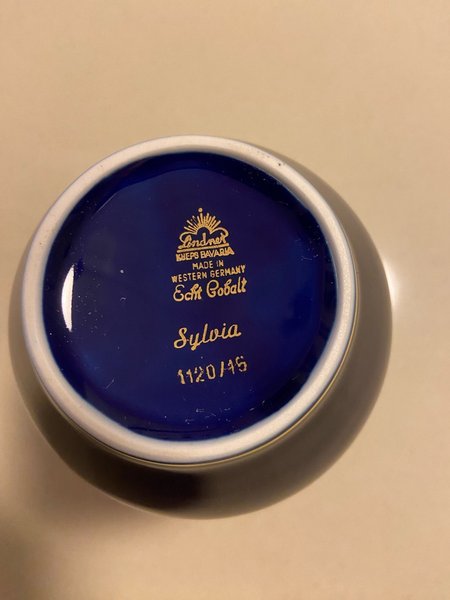 Lindner
KUEPS BAVARIA
MADE IN
WESTERN GERMANY
Echt Cobalt
Sylvia
1120/15